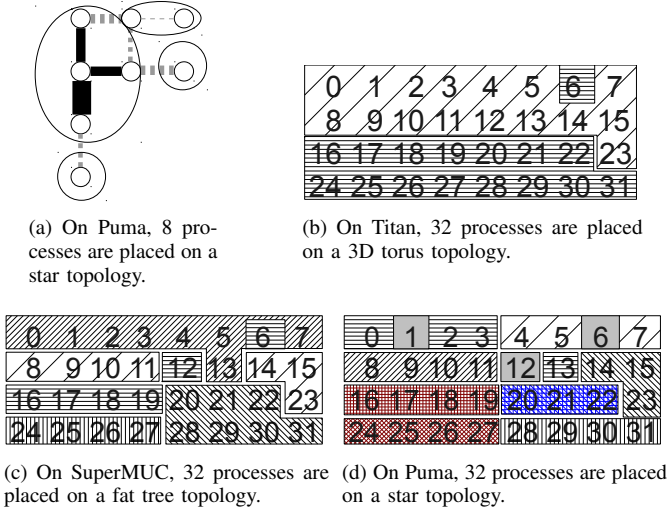 0 1 2 3 4 5 6 7
8 9 10 11 12 13 14 15
16 17 18 19 20 21 22 23
24 25 26 27 28 29 30 31
(a) On Puma, 8 pro-
cesses are placed on a
star topology.
(b) On Titan, 32 processes are placed
on a 3D torus topology.
0 1 2 3 4 5 6 7
8 9 10 11 12 13 14 15
16 17 18 19 20 21 22 23
24 25 26 27 28 29 30 31
0 1 2 3 4 5 6 7
8 9 10 11 12 13 14 15
16 17 18 19 20 21 22 23
24 25 26 27 28 29 30 31
(c) On SuperMUC, 32 processes are
placed on a fat tree topology.
(d) On Puma, 32 processes are placed
on a star topology.